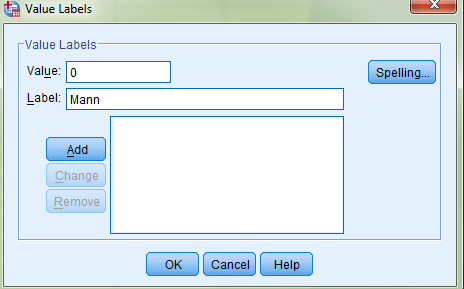 Value Labels
Value Labels
Value: 0
Spelling...
Label: Mann
Add
Change
Remove
OK Cancel Help